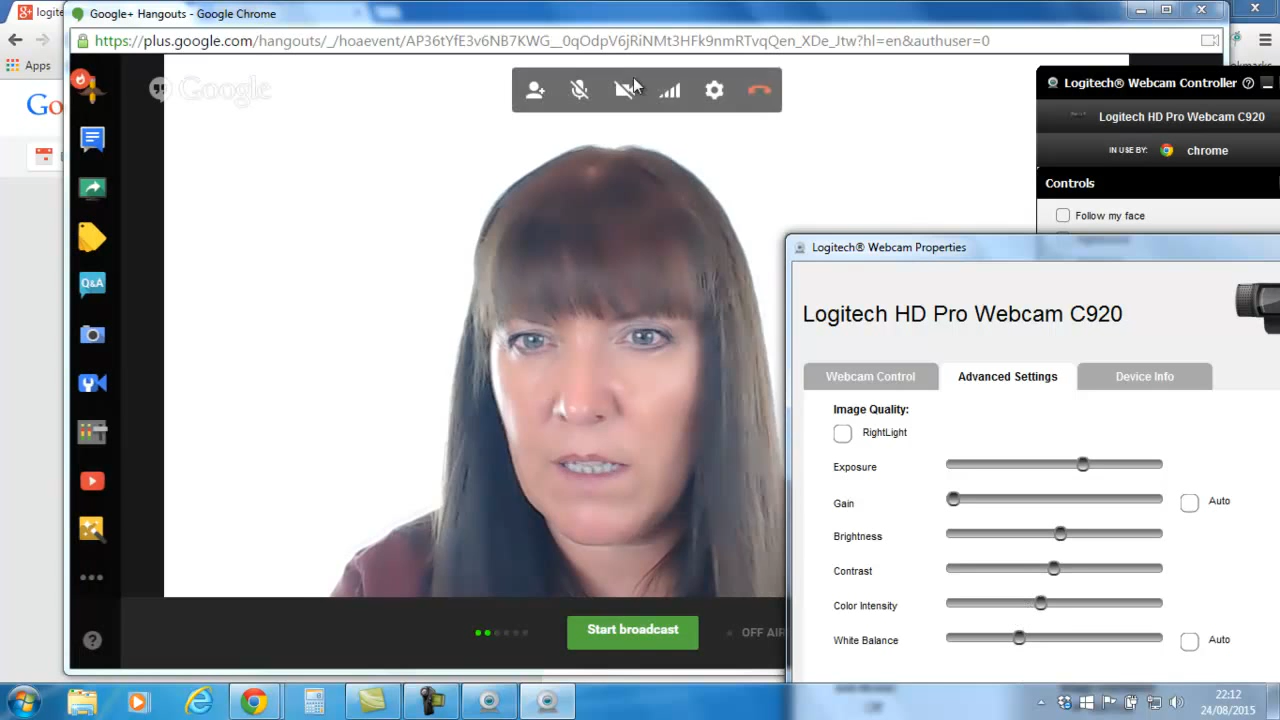 logite
Google+ Hangouts - Google Chrome
https://plus.google.com/hangouts/_/hoaevent/AP36tYfE3v6NB7KWG__0qOdpV6jRiNMt3HFk9nmRTvqQen_XDe_Jtw?hl=en&authuser=0
Apps
Google
Goo
Logitech® Webcam Controller
Logitech HD Pro Webcam C920
IN USE BY: chrome
Controls
Follow my face
Logitech® Webcam Properties
Logitech HD Pro Webcam C920
Webcam Control Advanced Settings Device Info
Image Quality:
RightLight
Exposure
Gain Auto
Brightness
Contrast
Color Intensity
White Balance Auto
Q&A
Start broadcast OFF AIR
22:12
24/08/2015